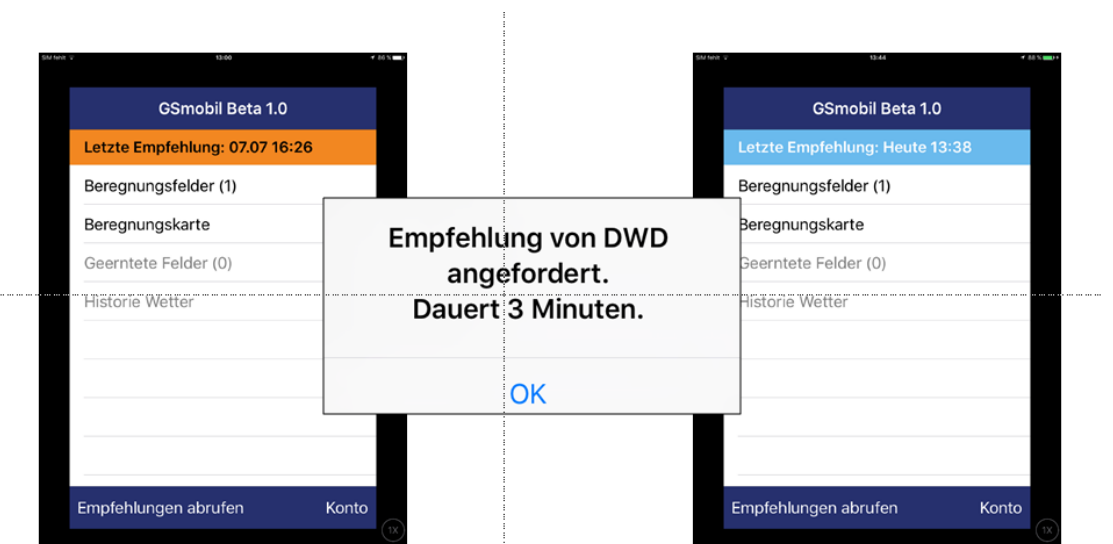 SIM fehlt 13:00 86 %
GSmobil Beta 1.0
Letzte Empfehlung: 07.07 16:26
Beregnungsfelder (1)
Beregnungskarte
Geerntete Felder (0)
Historie Wetter
Empfehlungen abrufen Konto
1X
Empfehlung von DWD
angefordert.
Dauert 3 Minuten.
OK
SIM fehlt 13:44 88 %
GSmobil Beta 1.0
Letzte Empfehlung: Heute 13:38
Beregnungsfelder (1)
Beregnungskarte
Geerntete Felder (0)
Historie Wetter
Empfehlungen abrufen Konto
1X